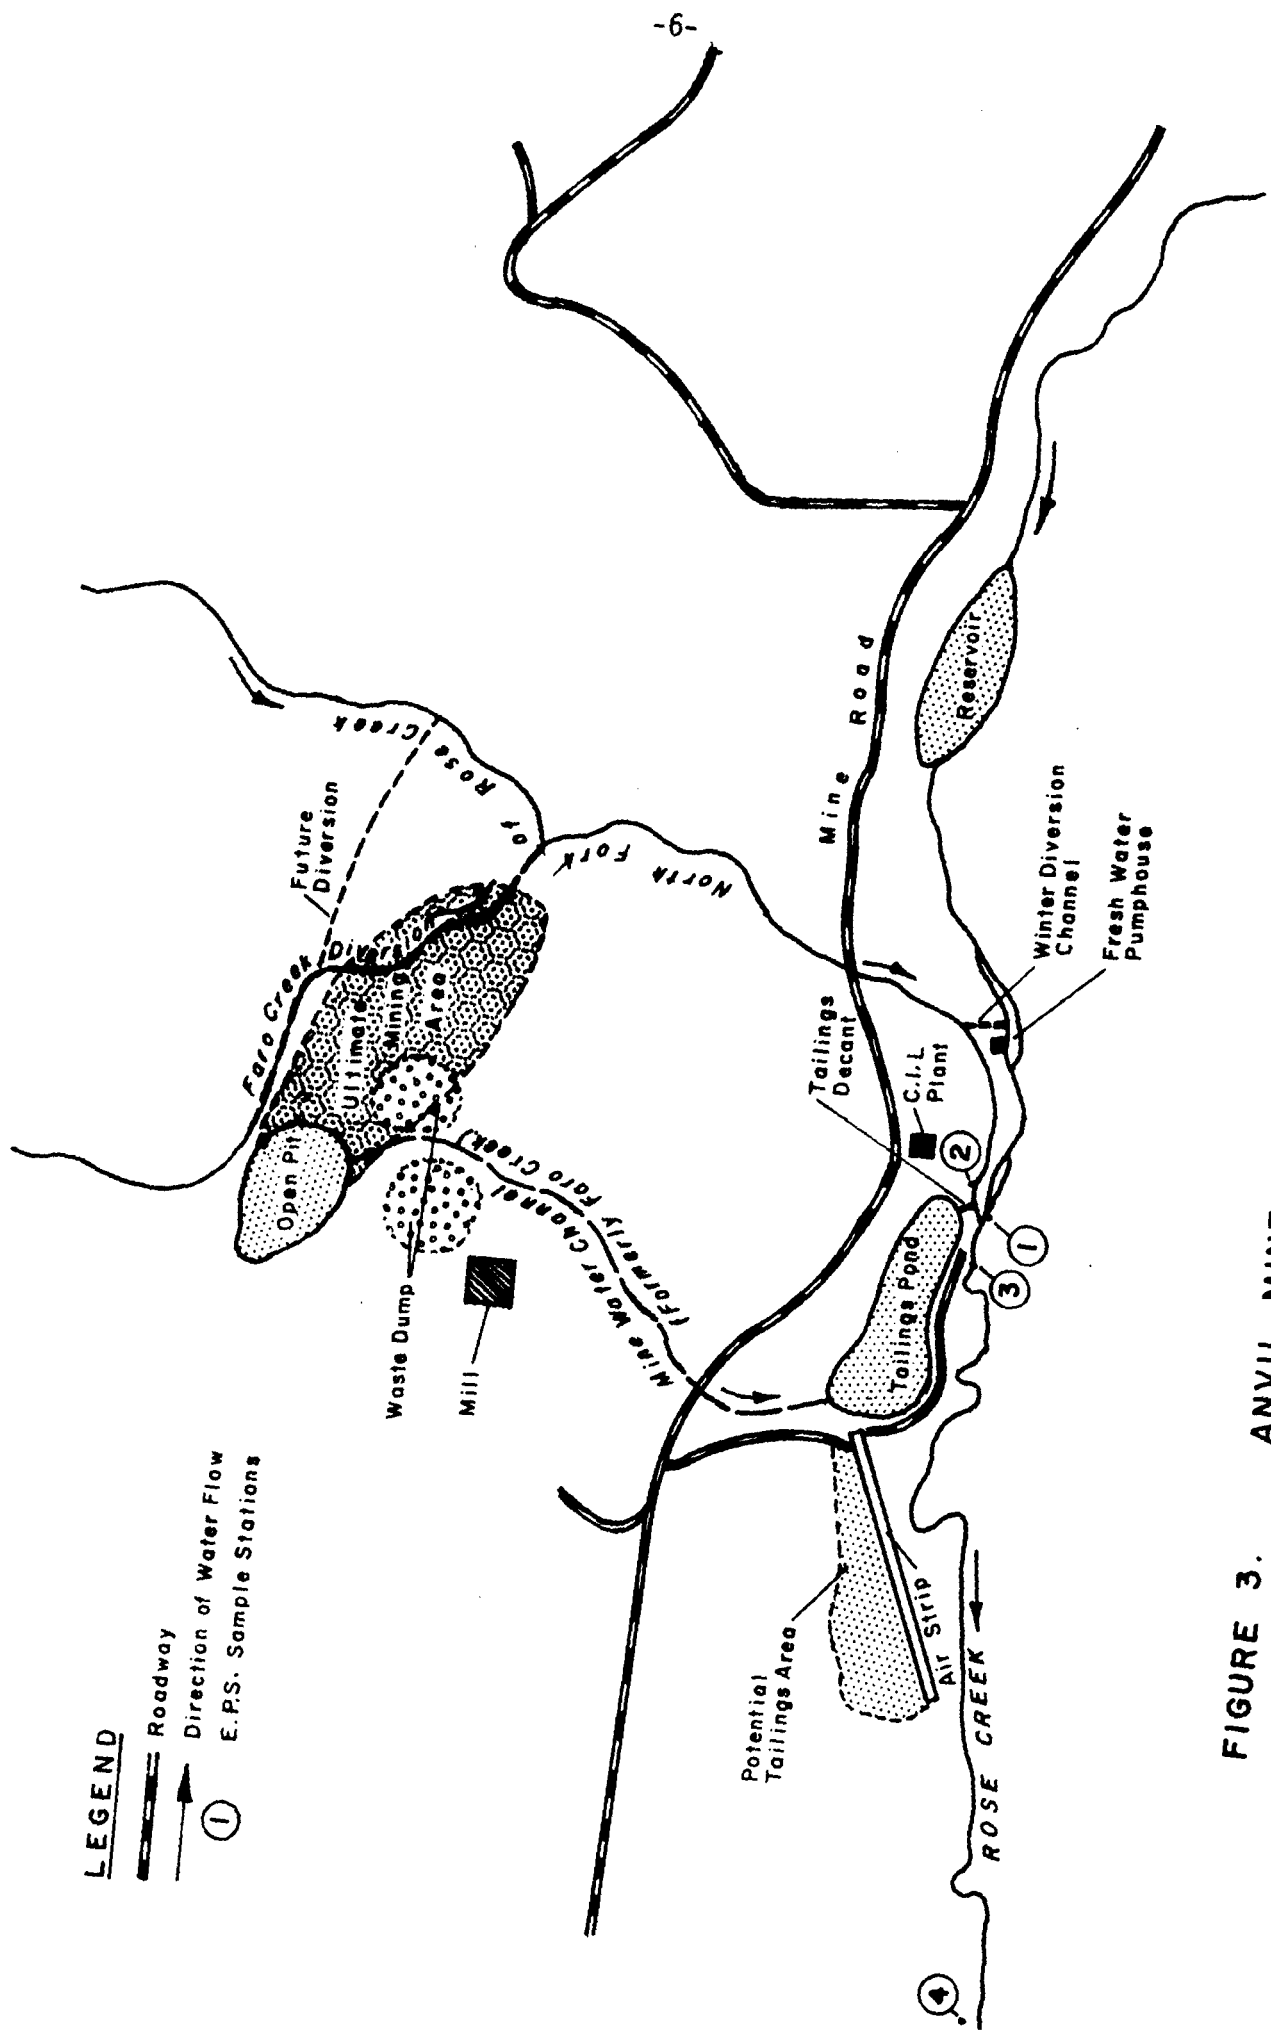 -6-
LEGEND
Roadway
Direction of Water Flow
① E.P.S. Sample Stations
Faro Creek Diversion
Future
Diversion
North Fork of Rose Creek
Open Pit
Ultimate
Mining
Area
Waste Dump
Mill
Mine Water Channel
(Formerly Faro Creek)
Mine Road
Tailings
Decant
C.I.L
Plant
Reservoir
Winter Diversion
Channel
Fresh Water
Pumphouse
Tailings Pond
②
①
③
Potential
Tailings Area
Air Strip
ROSE CREEK
④
FIGURE 3. ANVIL